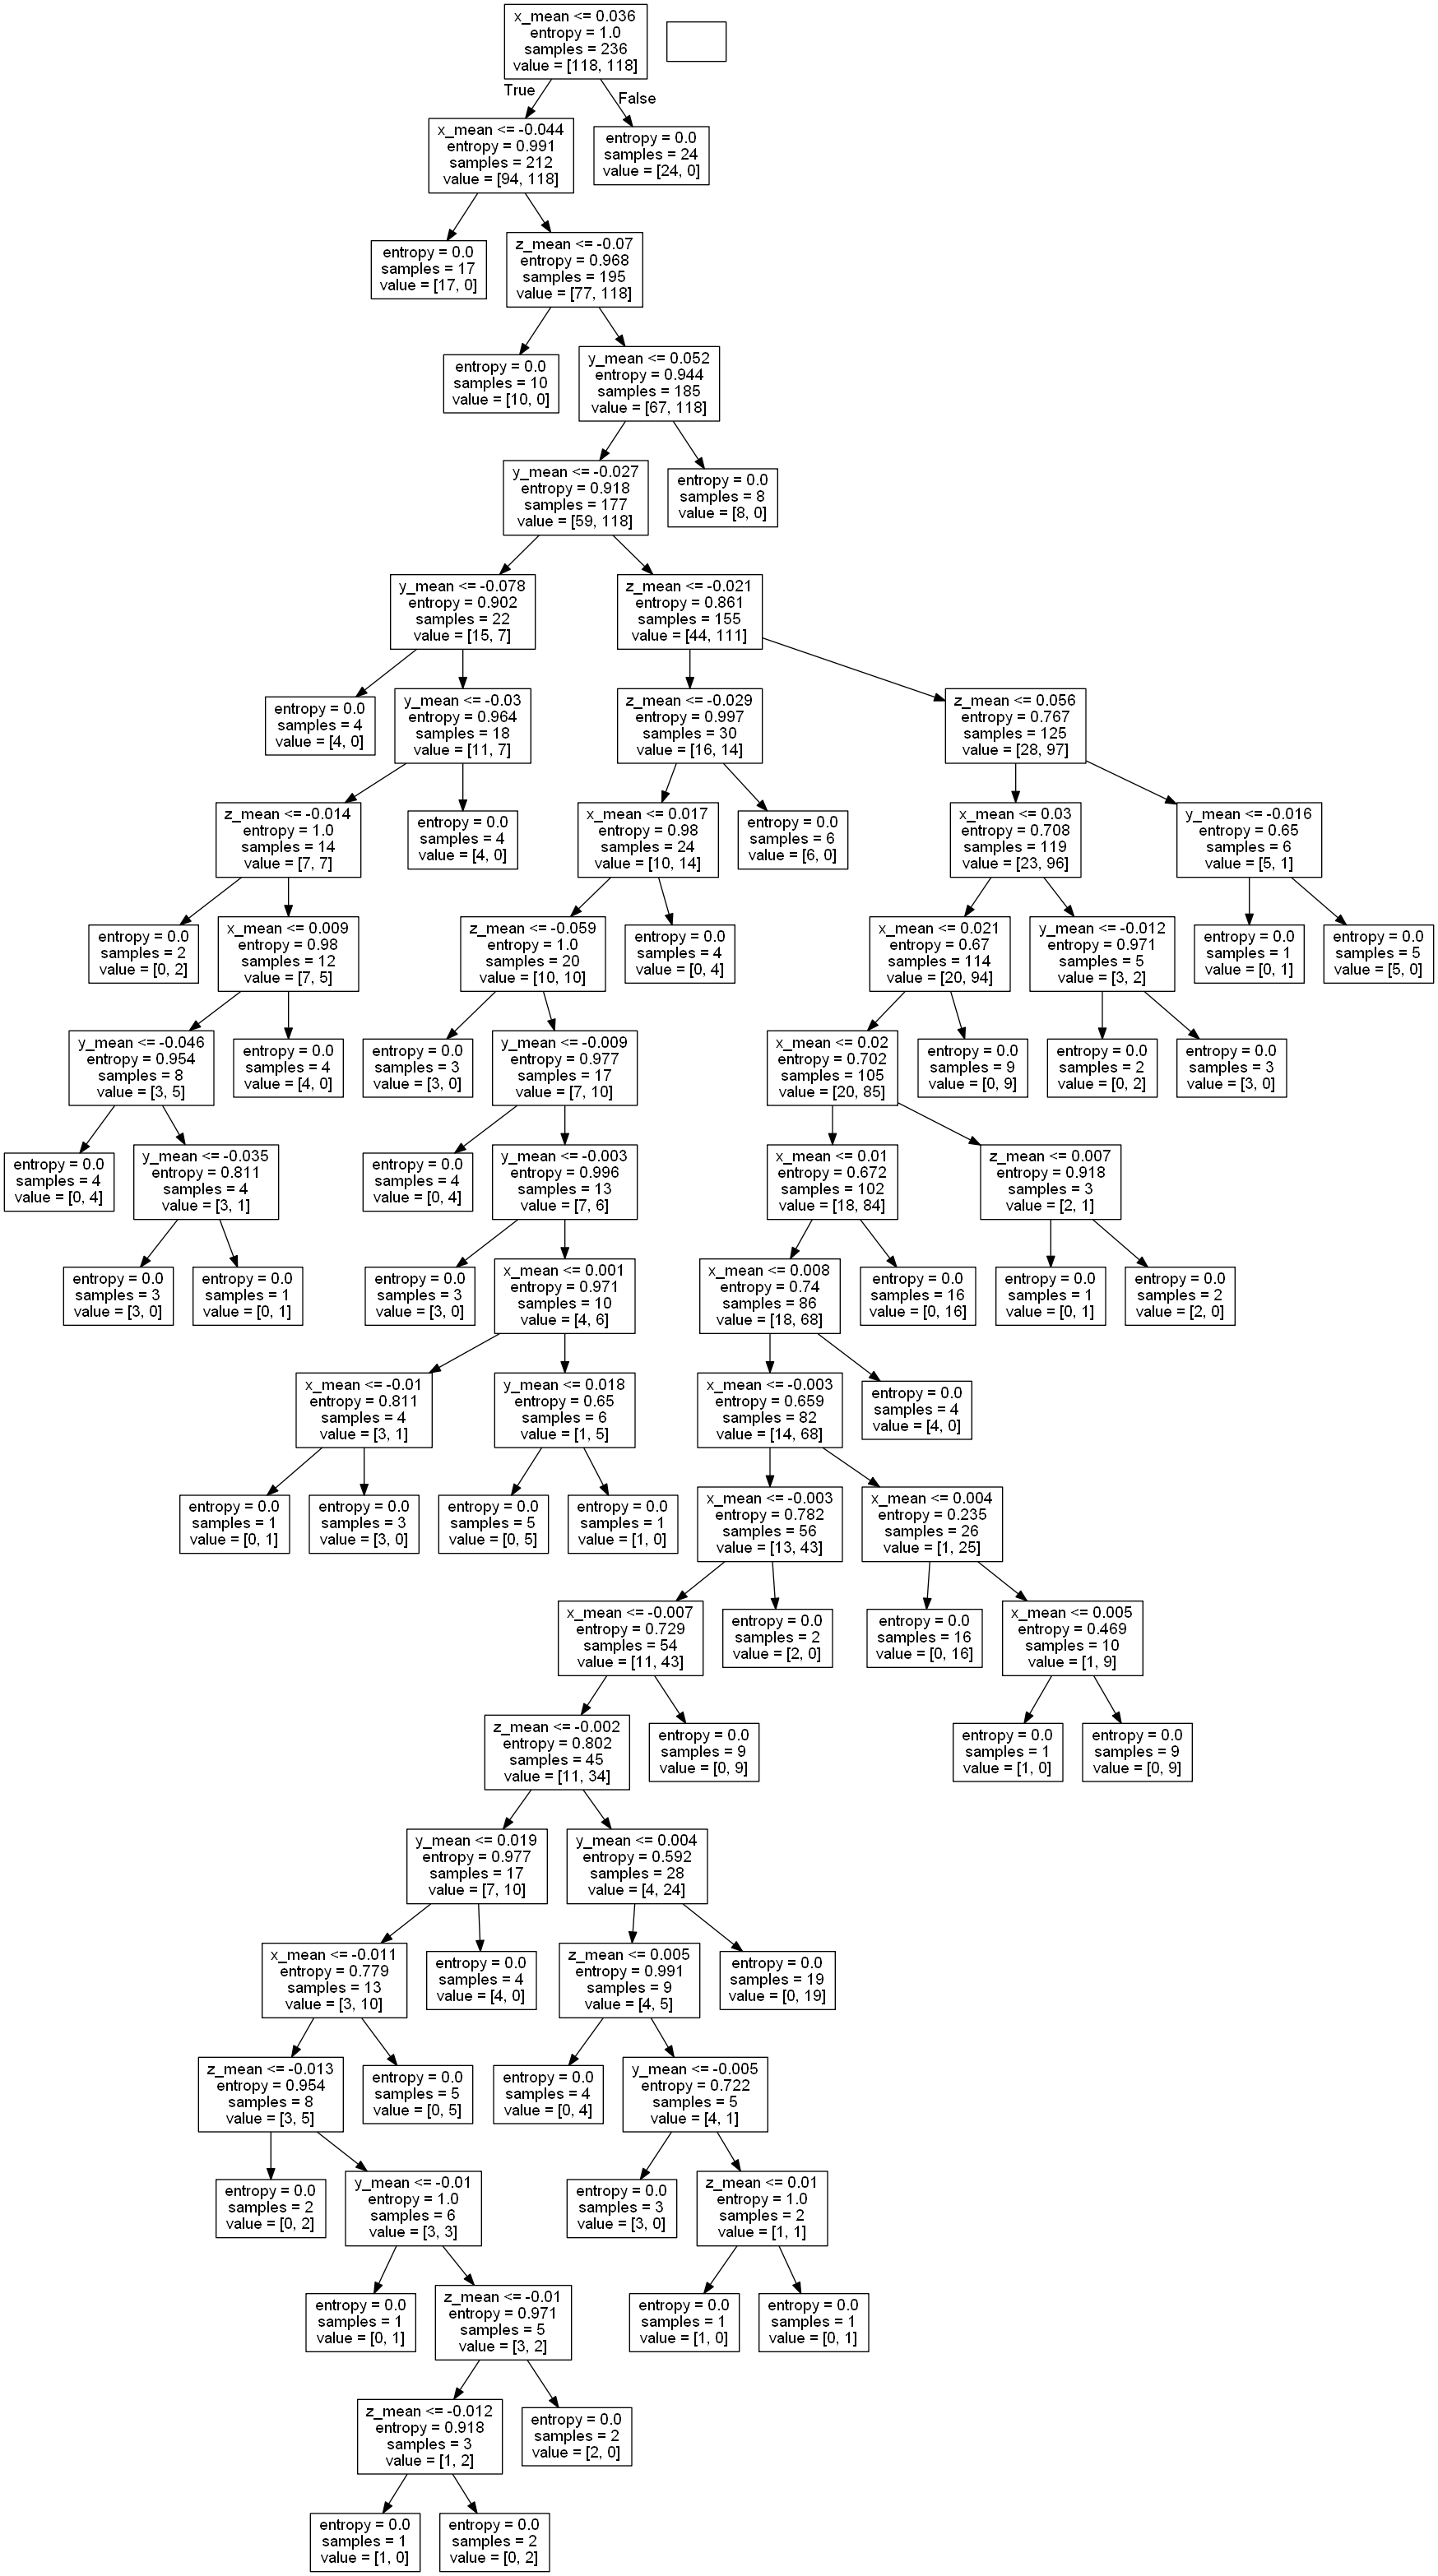 x_mean <= 0.036
entropy = 1.0
samples = 236
value = [118, 118]
True
False
x_mean <= -0.044
entropy = 0.991
samples = 212
value = [94, 118]
entropy = 0.0
samples = 24
value = [24, 0]
entropy = 0.0
samples = 17
value = [17, 0]
z_mean <= -0.07
entropy = 0.968
samples = 195
value = [77, 118]
entropy = 0.0
samples = 10
value = [10, 0]
y_mean <= 0.052
entropy = 0.944
samples = 185
value = [67, 118]
y_mean <= -0.027
entropy = 0.918
samples = 177
value = [59, 118]
entropy = 0.0
samples = 8
value = [8, 0]
y_mean <= -0.078
entropy = 0.902
samples = 22
value = [15, 7]
z_mean <= -0.021
entropy = 0.861
samples = 155
value = [44, 111]
entropy = 0.0
samples = 4
value = [4, 0]
y_mean <= -0.03
entropy = 0.964
samples = 18
value = [11, 7]
z_mean <= -0.029
entropy = 0.997
samples = 30
value = [16, 14]
z_mean <= 0.056
entropy = 0.767
samples = 125
value = [28, 97]
z_mean <= -0.014
entropy = 1.0
samples = 14
value = [7, 7]
entropy = 0.0
samples = 4
value = [4, 0]
x_mean <= 0.017
entropy = 0.98
samples = 24
value = [10, 14]
entropy = 0.0
samples = 6
value = [6, 0]
x_mean <= 0.03
entropy = 0.708
samples = 119
value = [23, 96]
y_mean <= -0.016
entropy = 0.65
samples = 6
value = [5, 1]
entropy = 0.0
samples = 2
value = [0, 2]
x_mean <= 0.009
entropy = 0.98
samples = 12
value = [7, 5]
z_mean <= -0.059
entropy = 1.0
samples = 20
value = [10, 10]
entropy = 0.0
samples = 4
value = [0, 4]
x_mean <= 0.021
entropy = 0.67
samples = 114
value = [20, 94]
y_mean <= -0.012
entropy = 0.971
samples = 5
value = [3, 2]
entropy = 0.0
samples = 1
value = [0, 1]
entropy = 0.0
samples = 5
value = [5, 0]
y_mean <= -0.046
entropy = 0.954
samples = 8
value = [3, 5]
entropy = 0.0
samples = 4
value = [4, 0]
entropy = 0.0
samples = 3
value = [3, 0]
y_mean <= -0.009
entropy = 0.977
samples = 17
value = [7, 10]
x_mean <= 0.02
entropy = 0.702
samples = 105
value = [20, 85]
entropy = 0.0
samples = 9
value = [0, 9]
entropy = 0.0
samples = 2
value = [0, 2]
entropy = 0.0
samples = 3
value = [3, 0]
entropy = 0.0
samples = 4
value = [0, 4]
y_mean <= -0.035
entropy = 0.811
samples = 4
value = [3, 1]
entropy = 0.0
samples = 4
value = [0, 4]
y_mean <= -0.003
entropy = 0.996
samples = 13
value = [7, 6]
x_mean <= 0.01
entropy = 0.672
samples = 102
value = [18, 84]
z_mean <= 0.007
entropy = 0.918
samples = 3
value = [2, 1]
entropy = 0.0
samples = 3
value = [3, 0]
entropy = 0.0
samples = 1
value = [0, 1]
entropy = 0.0
samples = 3
value = [3, 0]
x_mean <= 0.001
entropy = 0.971
samples = 10
value = [4, 6]
x_mean <= 0.008
entropy = 0.74
samples = 86
value = [18, 68]
entropy = 0.0
samples = 16
value = [0, 16]
entropy = 0.0
samples = 1
value = [0, 1]
entropy = 0.0
samples = 2
value = [2, 0]
x_mean <= -0.01
entropy = 0.811
samples = 4
value = [3, 1]
y_mean <= 0.018
entropy = 0.65
samples = 6
value = [1, 5]
x_mean <= -0.003
entropy = 0.659
samples = 82
value = [14, 68]
entropy = 0.0
samples = 4
value = [4, 0]
entropy = 0.0
samples = 1
value = [0, 1]
entropy = 0.0
samples = 3
value = [3, 0]
entropy = 0.0
samples = 5
value = [0, 5]
entropy = 0.0
samples = 1
value = [1, 0]
x_mean <= -0.003
entropy = 0.782
samples = 56
value = [13, 43]
x_mean <= 0.004
entropy = 0.235
samples = 26
value = [1, 25]
x_mean <= -0.007
entropy = 0.729
samples = 54
value = [11, 43]
entropy = 0.0
samples = 2
value = [2, 0]
entropy = 0.0
samples = 16
value = [0, 16]
x_mean <= 0.005
entropy = 0.469
samples = 10
value = [1, 9]
z_mean <= -0.002
entropy = 0.802
samples = 45
value = [11, 34]
entropy = 0.0
samples = 9
value = [0, 9]
entropy = 0.0
samples = 1
value = [1, 0]
entropy = 0.0
samples = 9
value = [0, 9]
y_mean <= 0.019
entropy = 0.977
samples = 17
value = [7, 10]
y_mean <= 0.004
entropy = 0.592
samples = 28
value = [4, 24]
x_mean <= -0.011
entropy = 0.779
samples = 13
value = [3, 10]
entropy = 0.0
samples = 4
value = [4, 0]
z_mean <= 0.005
entropy = 0.991
samples = 9
value = [4, 5]
entropy = 0.0
samples = 19
value = [0, 19]
z_mean <= -0.013
entropy = 0.954
samples = 8
value = [3, 5]
entropy = 0.0
samples = 5
value = [0, 5]
entropy = 0.0
samples = 4
value = [0, 4]
y_mean <= -0.005
entropy = 0.722
samples = 5
value = [4, 1]
entropy = 0.0
samples = 2
value = [0, 2]
y_mean <= -0.01
entropy = 1.0
samples = 6
value = [3, 3]
entropy = 0.0
samples = 3
value = [3, 0]
z_mean <= 0.01
entropy = 1.0
samples = 2
value = [1, 1]
entropy = 0.0
samples = 1
value = [0, 1]
z_mean <= -0.01
entropy = 0.971
samples = 5
value = [3, 2]
entropy = 0.0
samples = 1
value = [1, 0]
entropy = 0.0
samples = 1
value = [0, 1]
z_mean <= -0.012
entropy = 0.918
samples = 3
value = [1, 2]
entropy = 0.0
samples = 2
value = [2, 0]
entropy = 0.0
samples = 1
value = [1, 0]
entropy = 0.0
samples = 2
value = [0, 2]